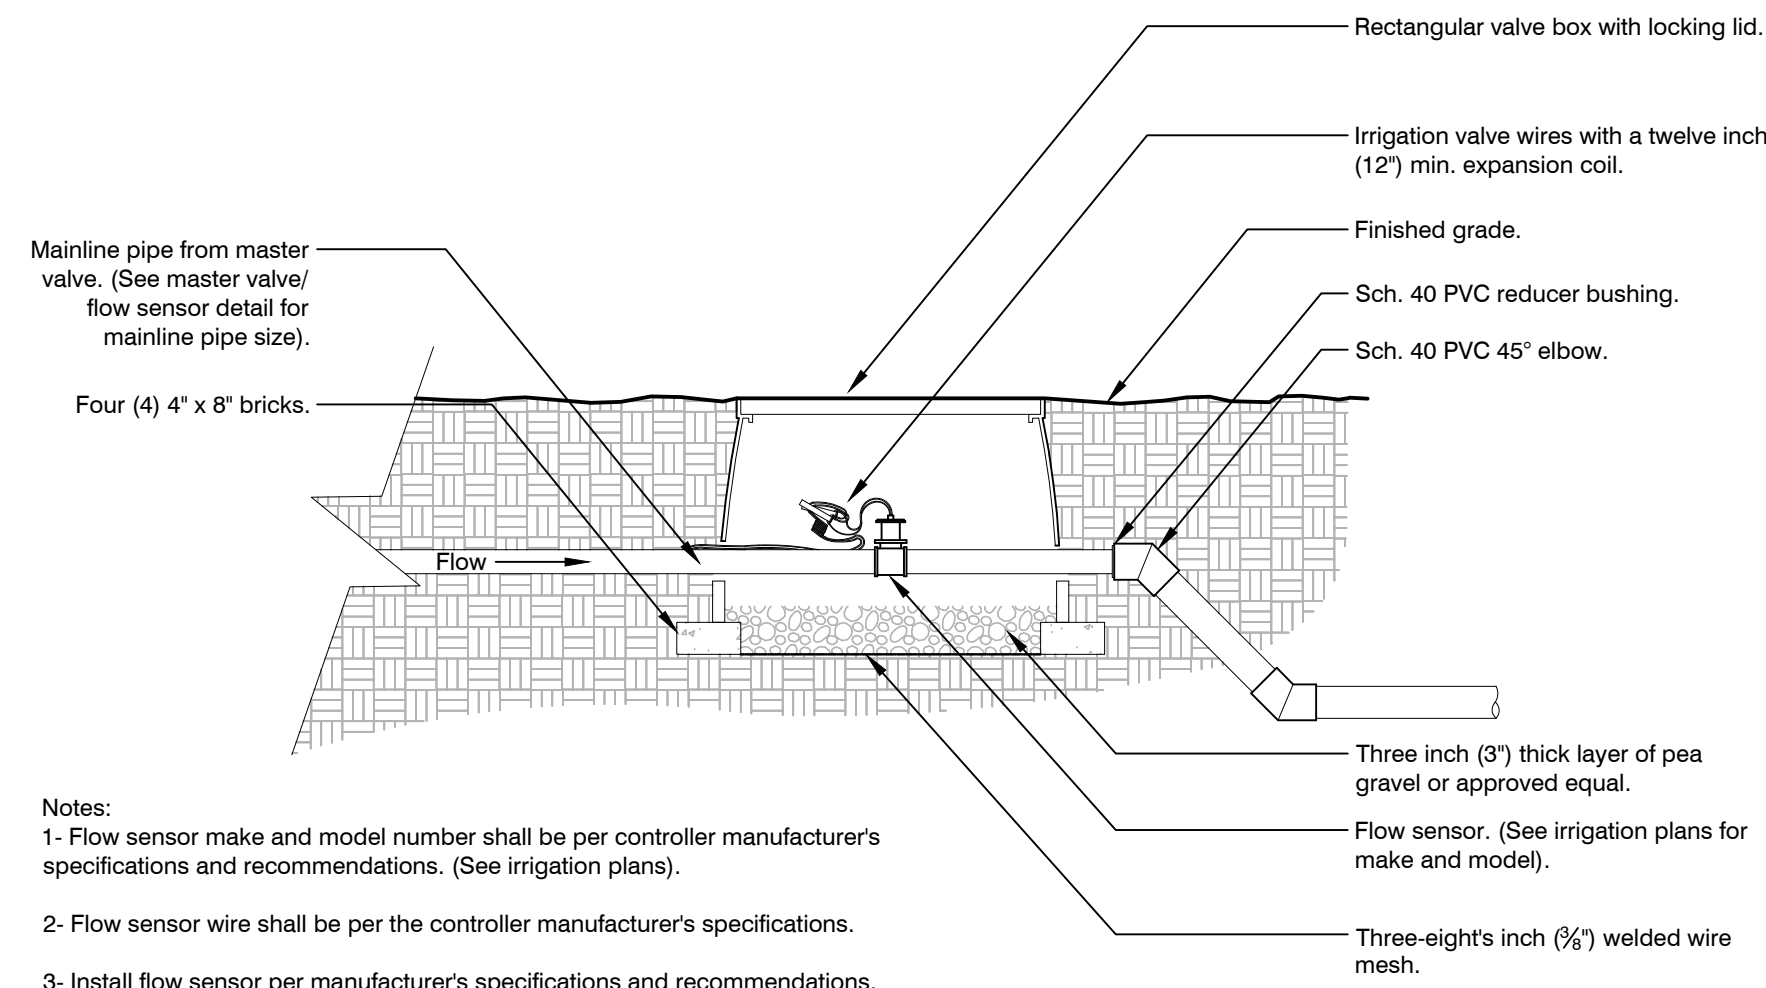 Rectangular valve box with locking lid.
Irrigation valve wires with a twelve inch
(12") min. expansion coil.
Finished grade.
Sch. 40 PVC reducer bushing.
Sch. 40 PVC 45° elbow.
Mainline pipe from master
valve. (See master valve/
flow sensor detail for
mainline pipe size).
Four (4) 4" x 8" bricks.
Flow
Three inch (3") thick layer of pea
gravel or approved equal.
Flow sensor. (See irrigation plans for
make and model).
Three-eight's inch (⅜") welded wire
mesh.
Notes:
1- Flow sensor make and model number shall be per controller manufacturer's
specifications and recommendations. (See irrigation plans).
2- Flow sensor wire shall be per the controller manufacturer's specifications.
3- Install flow sensor per manufacturer's specifications and recommendations.